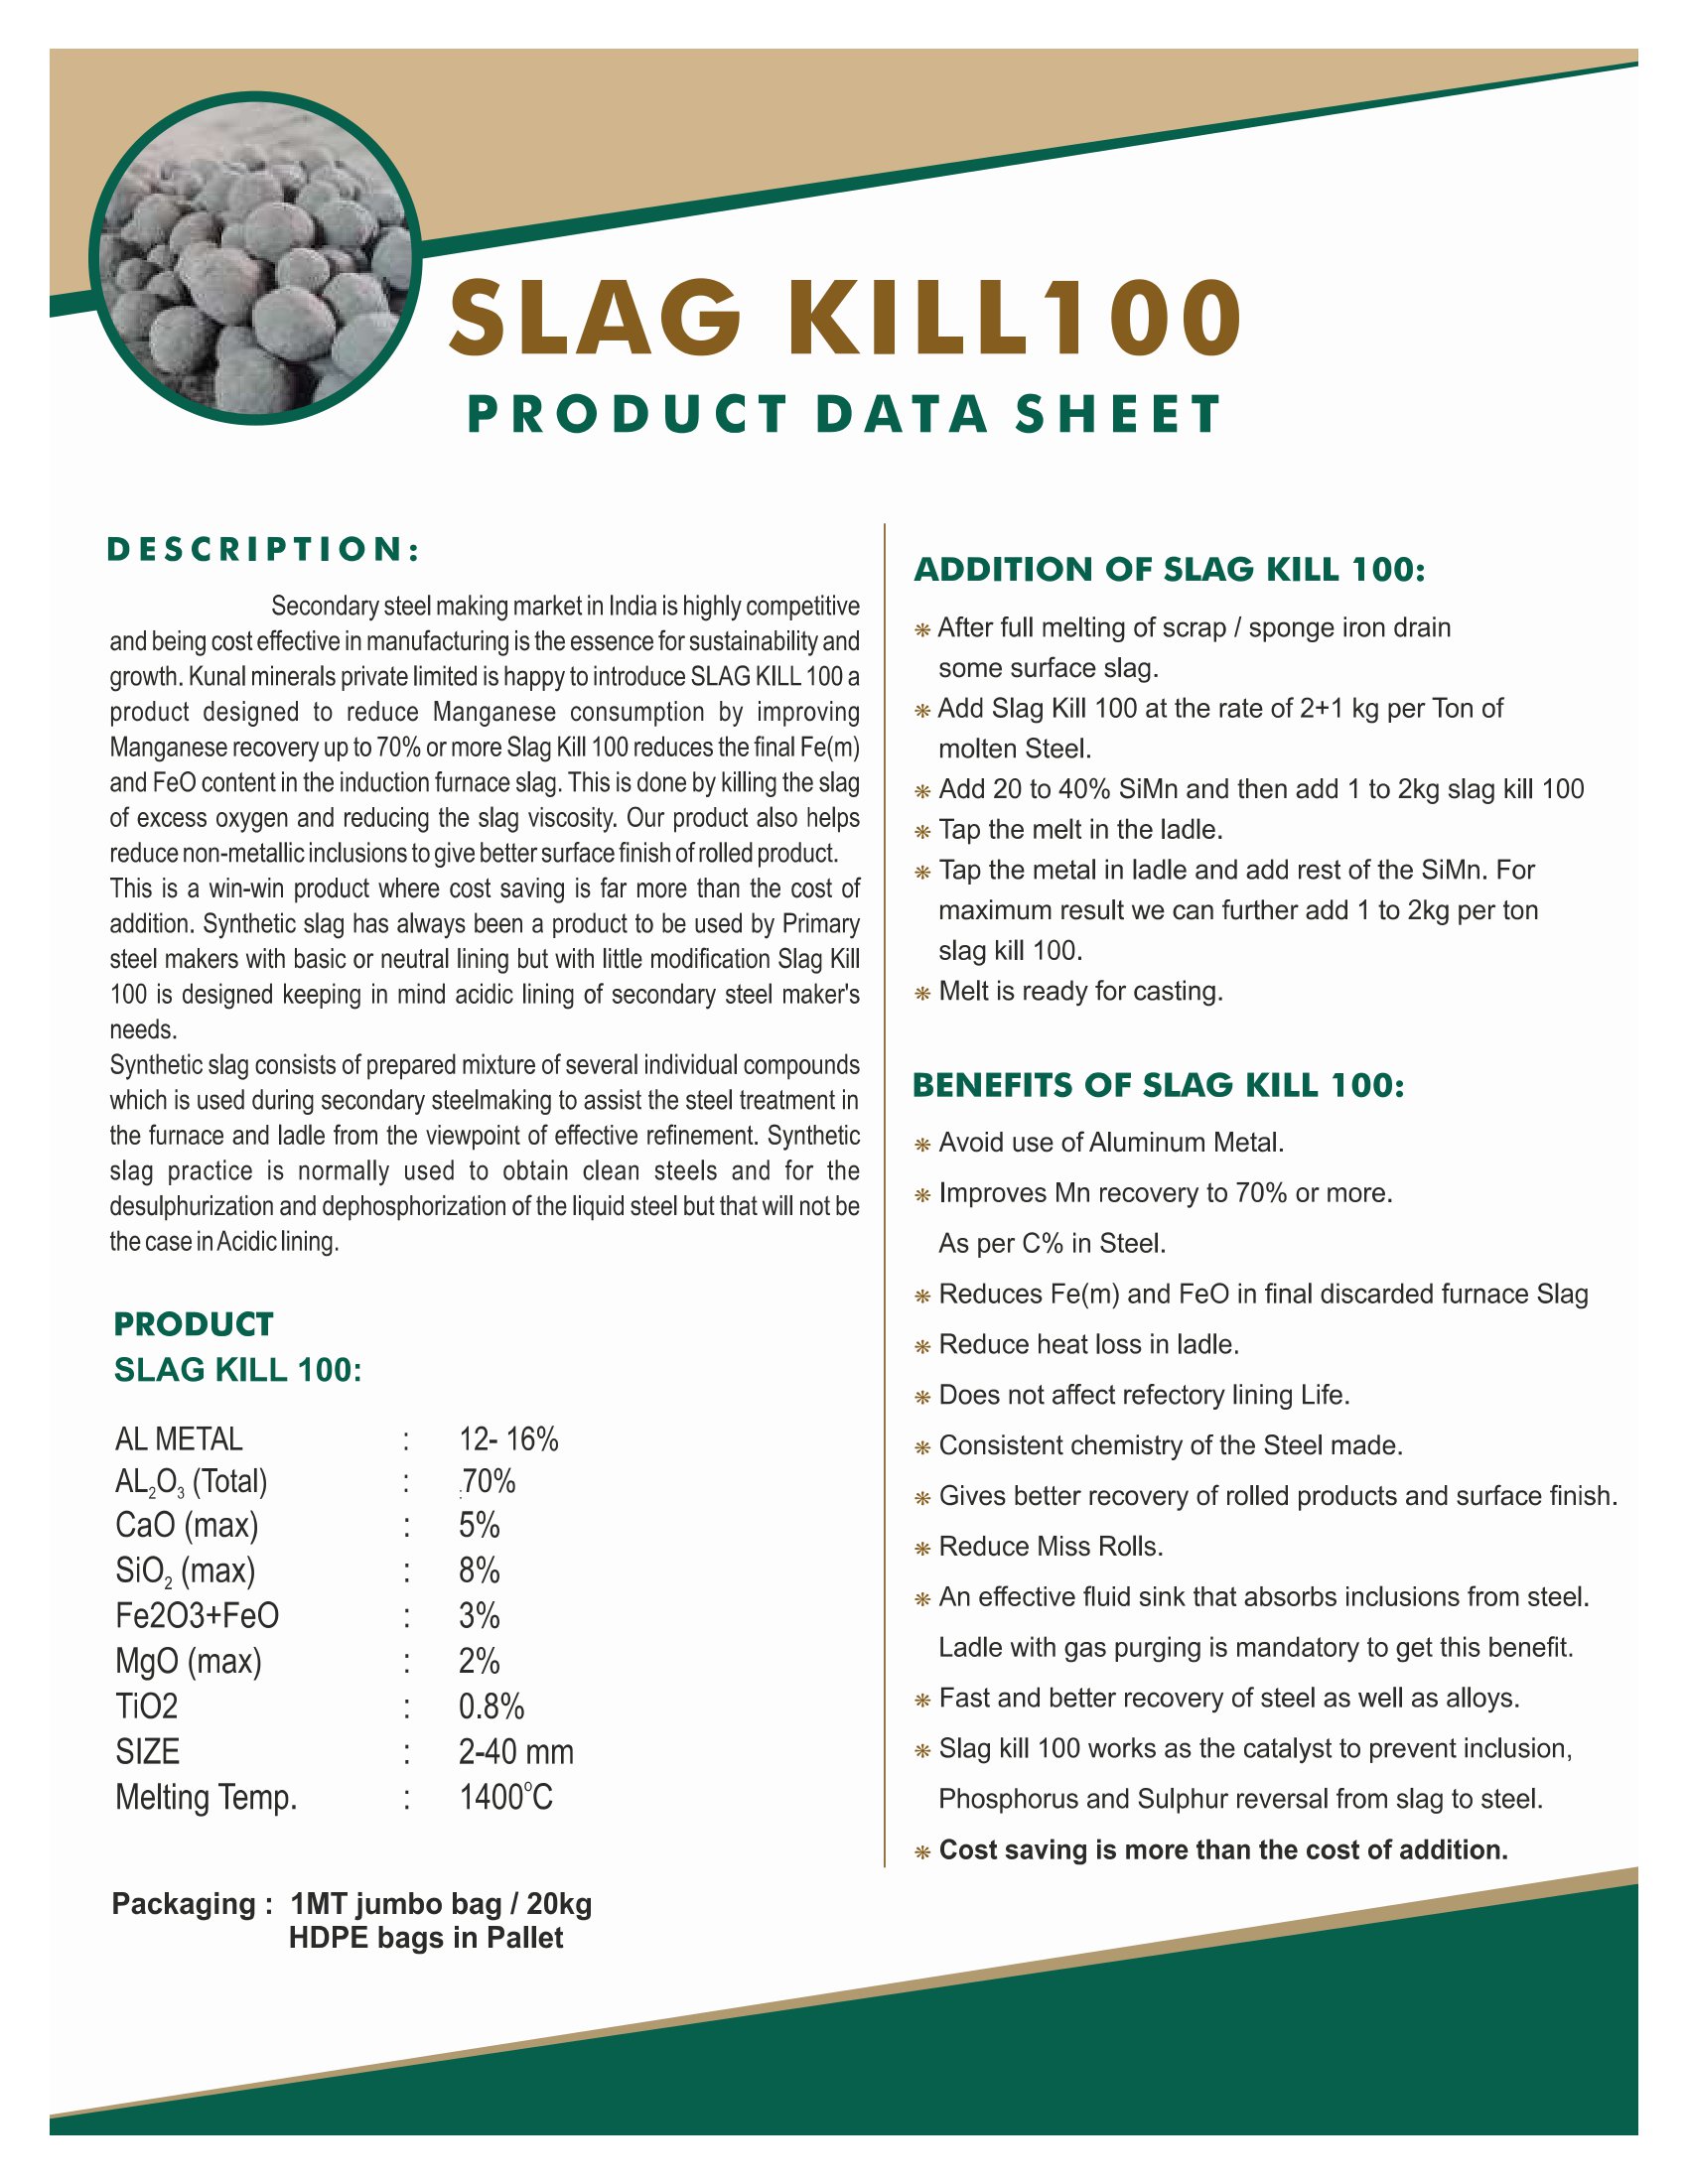 SLAG KILL100
PRODUCT DATA SHEET
DESCRIPTION:
Secondary steel making market in India is highly competitive
and being cost effective in manufacturing is the essence for sustainability and
growth. Kunal minerals private limited is happy to introduce SLAG KILL 100 a
product designed to reduce Manganese consumption by improving
Manganese recovery up to 70% or more Slag Kill 100 reduces the final Fe(m)
and FeO content in the induction furnace slag. This is done by killing the slag
of excess oxygen and reducing the slag viscosity. Our product also helps
reduce non-metallic inclusions to give better surface finish of rolled product.
This is a win-win product where cost saving is far more than the cost of
addition. Synthetic slag has always been a product to be used by Primary
steel makers with basic or neutral lining but with little modification Slag Kill
100 is designed keeping in mind acidic lining of secondary steel maker's
needs.
Synthetic slag consists of prepared mixture of several individual compounds
which is used during secondary steelmaking to assist the steel treatment in
the furnace and ladle from the viewpoint of effective refinement. Synthetic
slag practice is normally used to obtain clean steels and for the
desulphurization and dephosphorization of the liquid steel but that will not be
the case in Acidic lining.
PRODUCT
SLAG KILL 100:
AL METAL : 12- 16%
AL₂O₃ (Total) : :70%
CaO (max) : 5%
SiO₂ (max) : 8%
Fe2O3+FeO : 3%
MgO (max) : 2%
TiO2 : 0.8%
SIZE : 2-40 mm
Melting Temp. : 1400°C
Packaging : 1MT jumbo bag / 20kg
HDPE bags in Pallet
ADDITION OF SLAG KILL 100:
❋ After full melting of scrap / sponge iron drain
some surface slag.
❋ Add Slag Kill 100 at the rate of 2+1 kg per Ton of
molten Steel.
❋ Add 20 to 40% SiMn and then add 1 to 2kg slag kill 100
❋ Tap the melt in the ladle.
❋ Tap the metal in ladle and add rest of the SiMn. For
maximum result we can further add 1 to 2kg per ton
slag kill 100.
❋ Melt is ready for casting.
BENEFITS OF SLAG KILL 100:
❋ Avoid use of Aluminum Metal.
❋ Improves Mn recovery to 70% or more.
As per C% in Steel.
❋ Reduces Fe(m) and FeO in final discarded furnace Slag
❋ Reduce heat loss in ladle.
❋ Does not affect refectory lining Life.
❋ Consistent chemistry of the Steel made.
❋ Gives better recovery of rolled products and surface finish.
❋ Reduce Miss Rolls.
❋ An effective fluid sink that absorbs inclusions from steel.
Ladle with gas purging is mandatory to get this benefit.
❋ Fast and better recovery of steel as well as alloys.
❋ Slag kill 100 works as the catalyst to prevent inclusion,
Phosphorus and Sulphur reversal from slag to steel.
❋ Cost saving is more than the cost of addition.